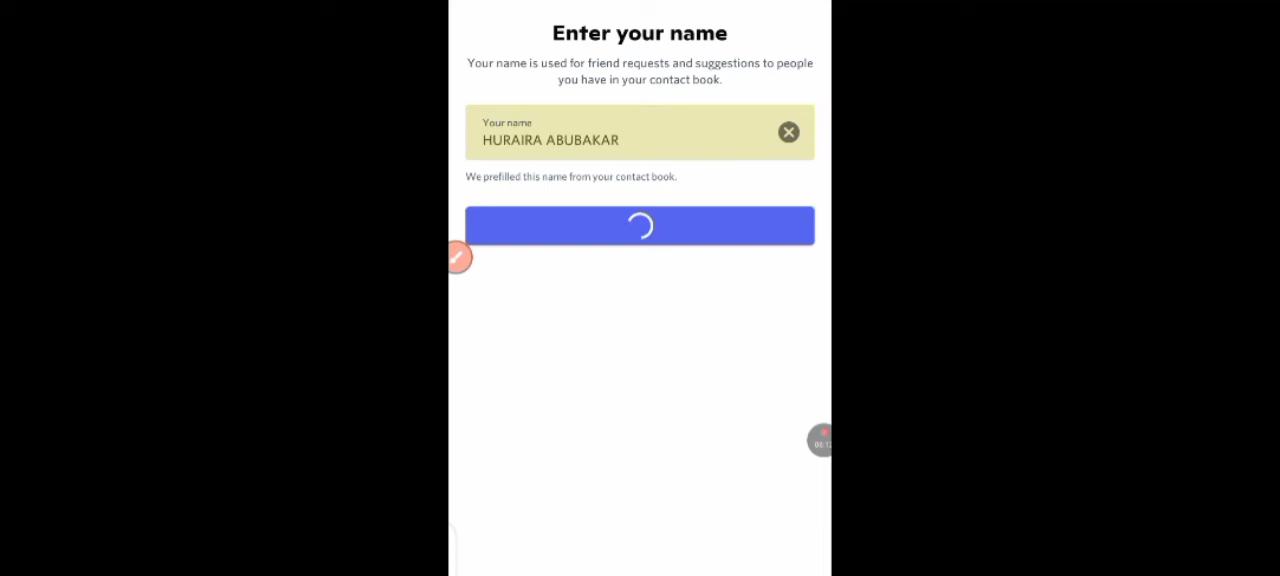 Enter your name
Your name is used for friend requests and suggestions to people
you have in your contact book.
Your name
HURAIRA ABUBAKAR
We prefilled this name from your contact book.